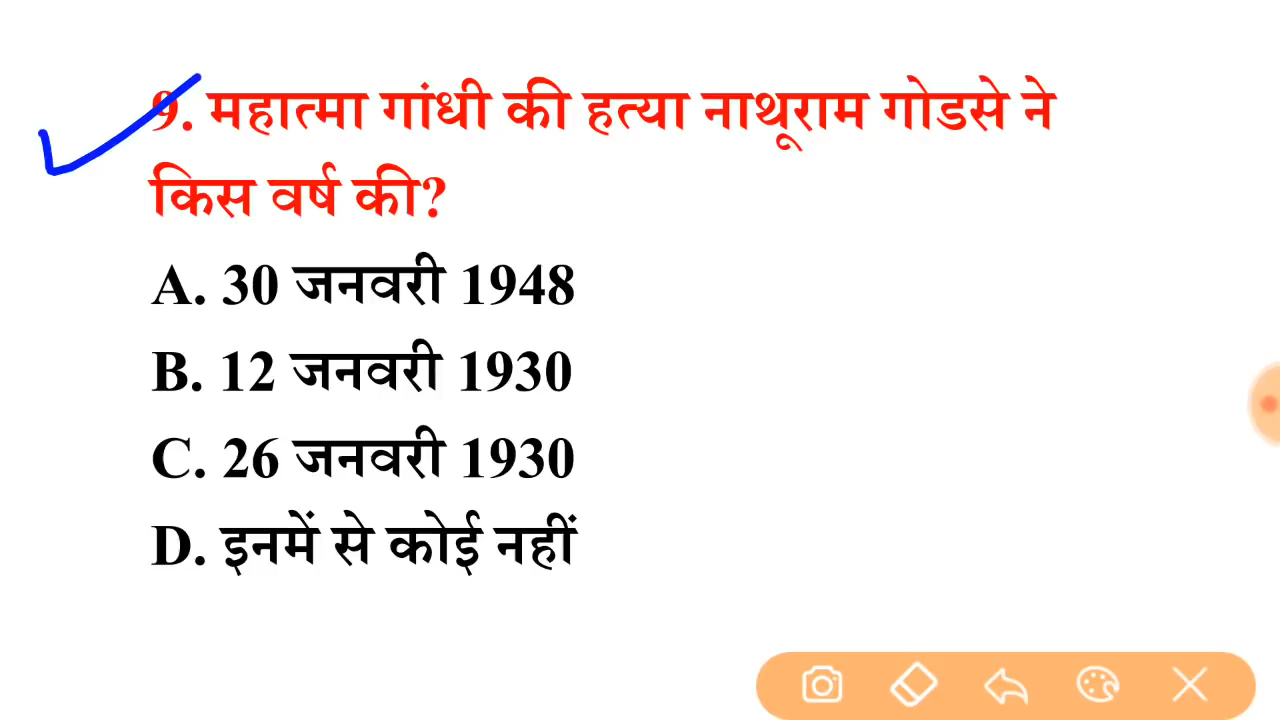 9. महात्मा गांधी की हत्या नाथूराम गोडसे ने
किस वर्ष की?
A. 30 जनवरी 1948
B. 12 जनवरी 1930
C. 26 जनवरी 1930
D. इनमें से कोई नहीं